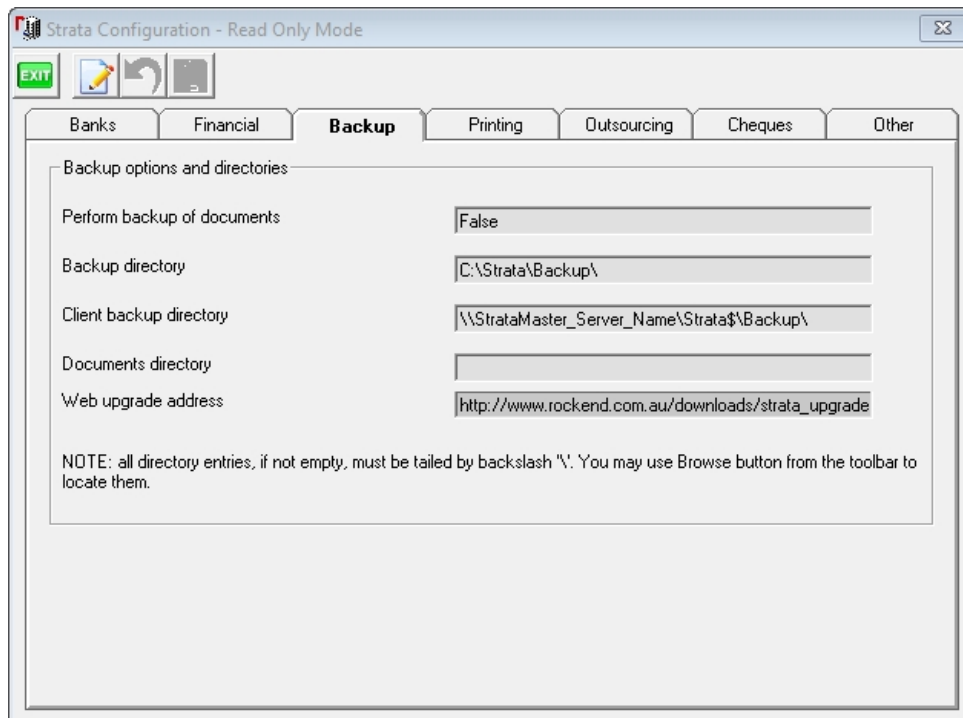 Strata Configuration - Read Only Mode
EXIT
Banks Financial Backup Printing Outsourcing Cheques Other
Backup options and directories
Perform backup of documents False
Backup directory C:\Strata\Backup\
Client backup directory \\StrataMaster_Server_Name\Strata$\Backup\
Documents directory
Web upgrade address http://www.rockend.com.au/downloads/strata_upgrade
NOTE: all directory entries, if not empty, must be tailed by backslash '\'. You may use Browse button from the toolbar to
locate them.